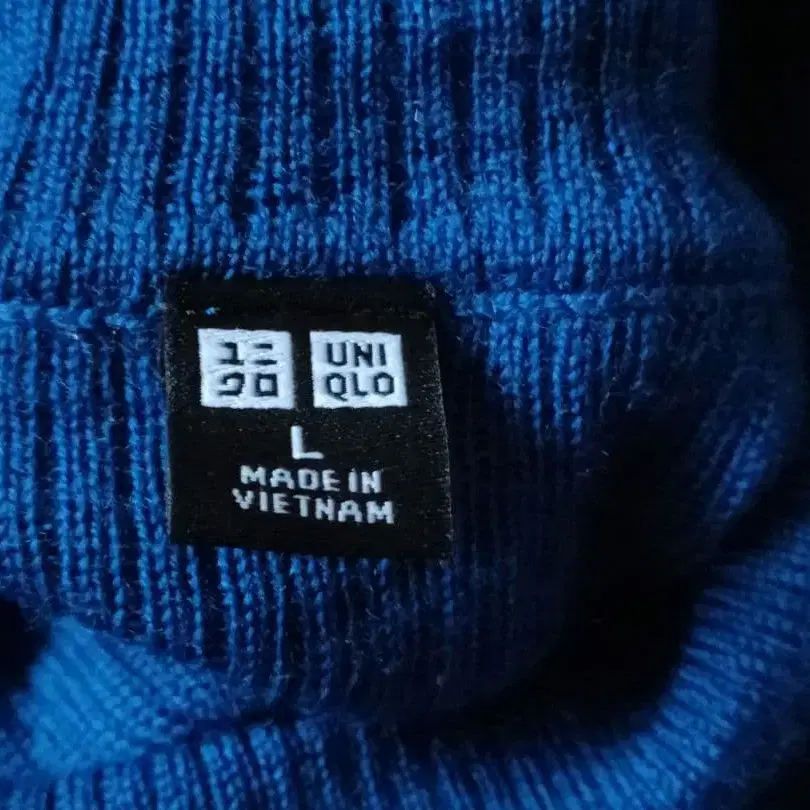 ユニ UNI
クロ QLO
L
MADE IN
VIETNAM